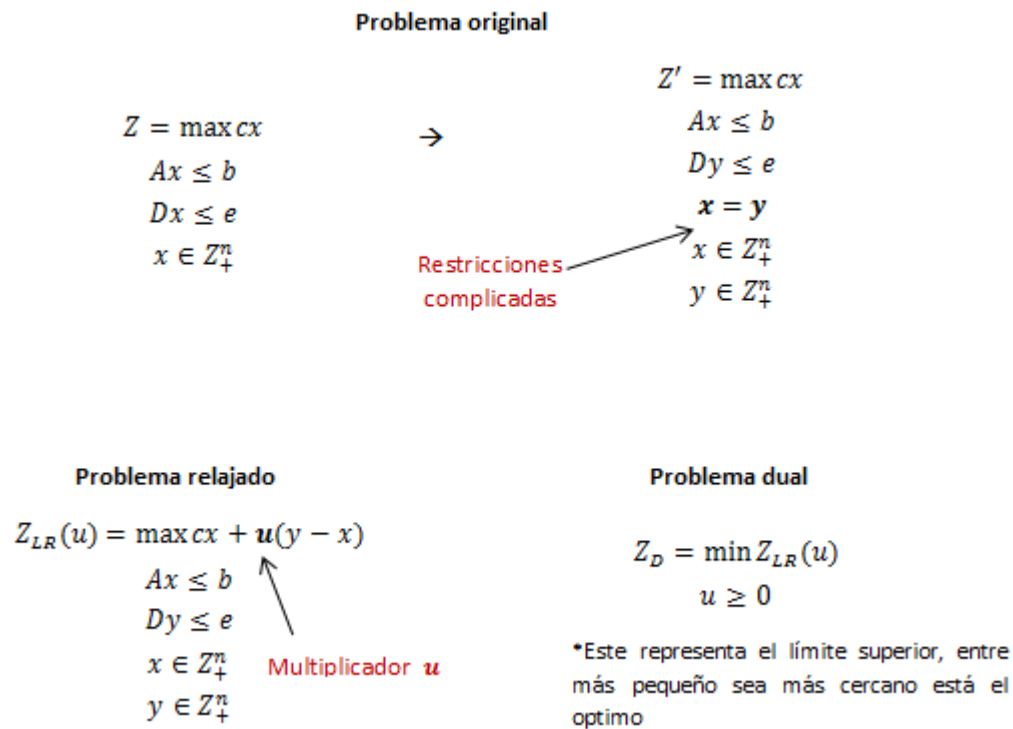 Problema original
Z = max cx
Ax ≤ b
Dx ≤ e
x ∈ Z₊ⁿ
→
Z′ = max cx
Ax ≤ b
Dy ≤ e
x = y
x ∈ Z₊ⁿ
y ∈ Z₊ⁿ
Restricciones
complicadas
Problema relajado
Z_LR(u) = max cx + u(y − x)
Ax ≤ b
Dy ≤ e
x ∈ Z₊ⁿ
y ∈ Z₊ⁿ
Multiplicador u
Problema dual
Z_D = min Z_LR(u)
u ≥ 0
*Este representa el límite superior, entre
más pequeño sea más cercano está el
optimo